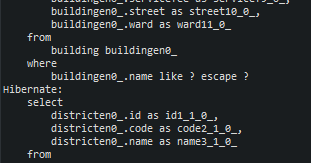 buildingen0_.street as street10_0_,
buildingen0_.ward as ward11_0_
from
building buildingen0_
where
buildingen0_.name like ? escape ?
Hibernate:
select
districten0_.id as id1_1_0_,
districten0_.code as code2_1_0_,
districten0_.name as name3_1_0_
from